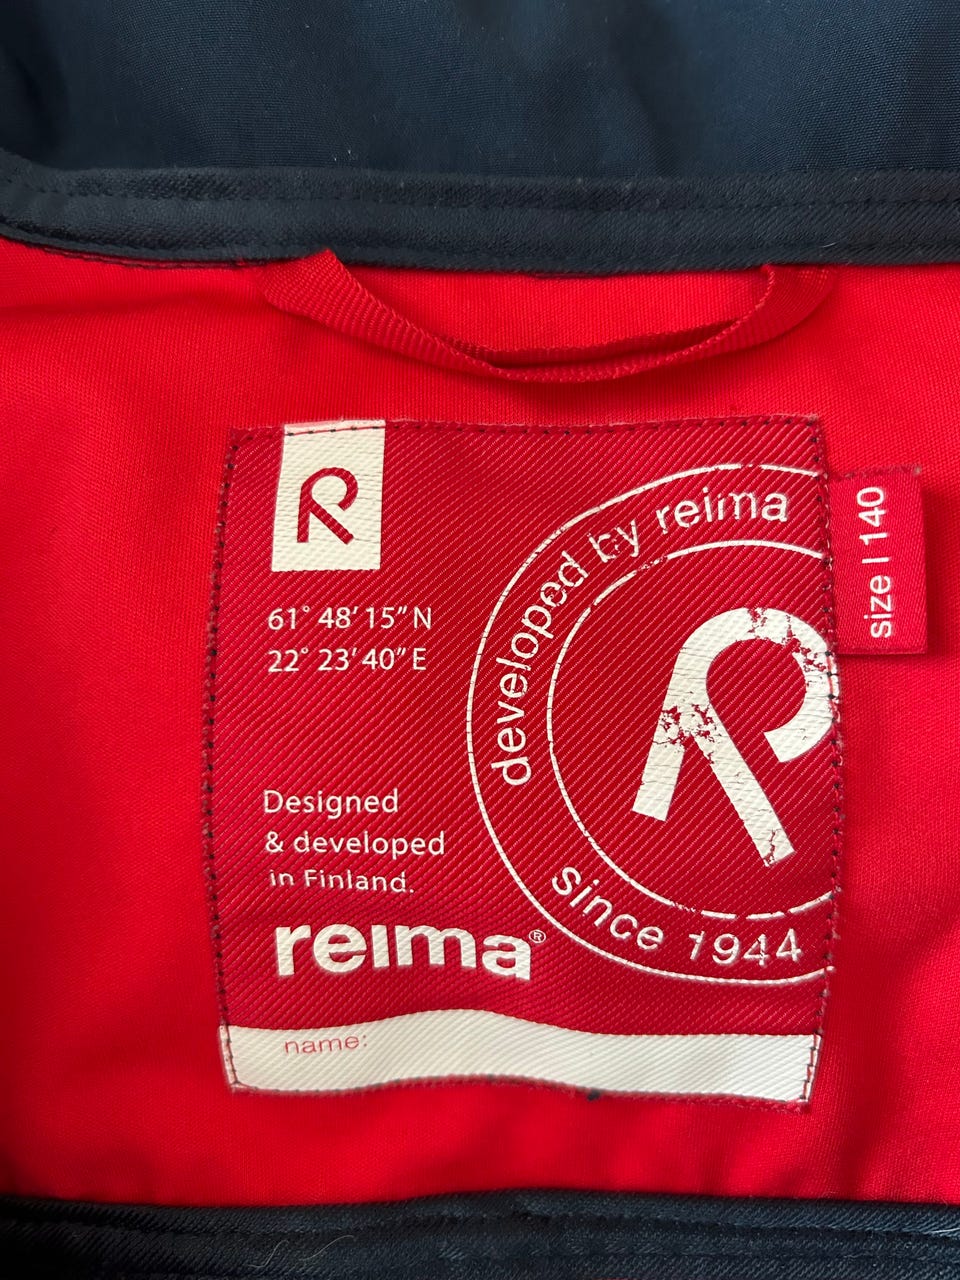 R
61° 48' 15" N
22° 23' 40" E
Designed
& developed
in Finland.
reima®
name:
developed by reima
R
since 1944
size | 140